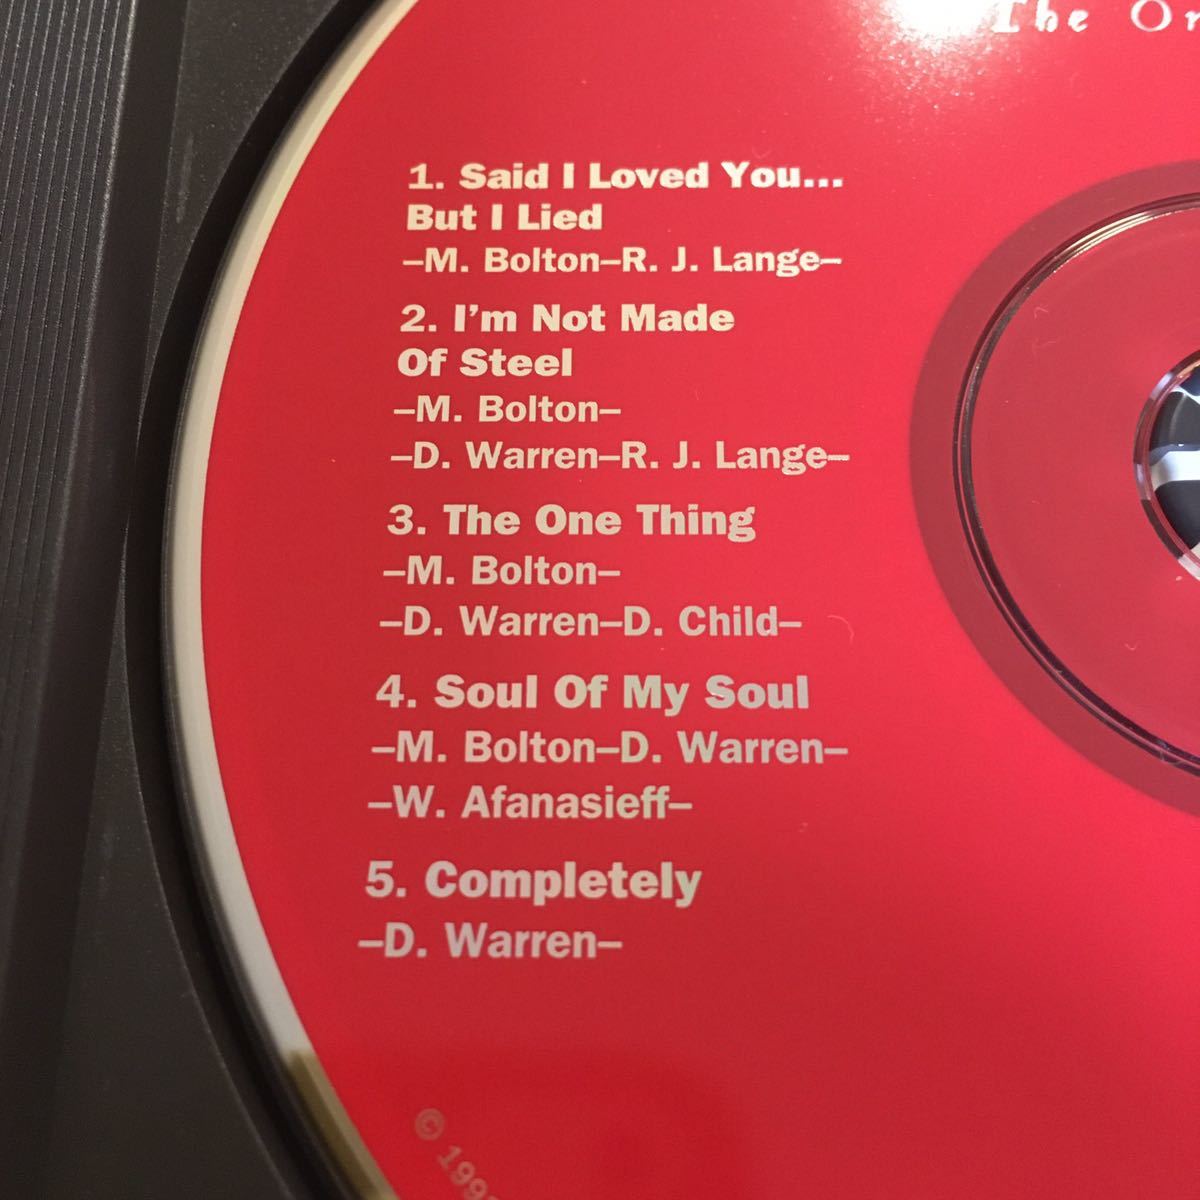 The
1. Said I Loved You...
But I Lied
–M. Bolton–R. J. Lange–
2. I'm Not Made
Of Steel
–M. Bolton–
–D. Warren–R. J. Lange–
3. The One Thing
–M. Bolton–
–D. Warren–D. Child–
4. Soul Of My Soul
–M. Bolton–D. Warren–
–W. Afanasieff–
5. Completely
–D. Warren–
©